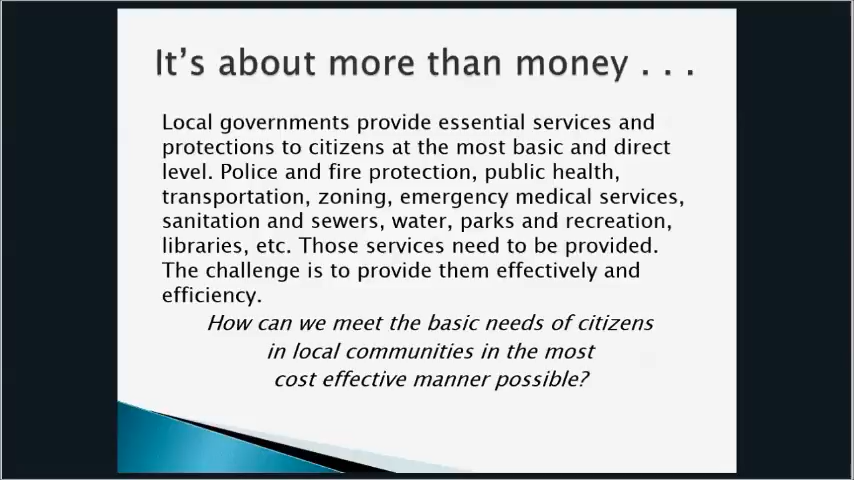 It’s about more than money . . .
Local governments provide essential services and
protections to citizens at the most basic and direct
level. Police and fire protection, public health,
transportation, zoning, emergency medical services,
sanitation and sewers, water, parks and recreation,
libraries, etc. Those services need to be provided.
The challenge is to provide them effectively and
efficiency.
How can we meet the basic needs of citizens
in local communities in the most
cost effective manner possible?